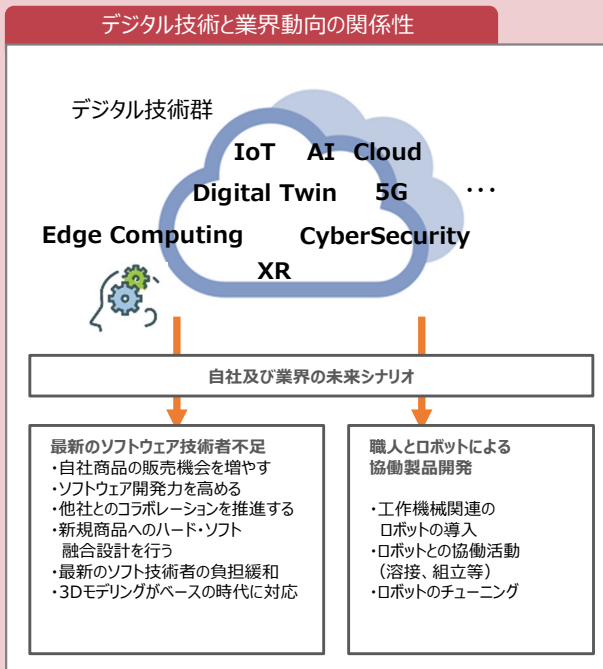 デジタル技術と業界動向の関係性
デジタル技術群
IoT AI Cloud
Digital Twin 5G ･･･
Edge Computing CyberSecurity
XR
自社及び業界の未来シナリオ
最新のソフトウェア技術者不足
・自社商品の販売機会を増やす
・ソフトウェア開発力を高める
・他社とのコラボレーションを推進する
・新規商品へのハード・ソフト
融合設計を行う
・最新のソフト技術者の負担緩和
・3Dモデリングがベースの時代に対応
職人とロボットによる
協働製品開発
・工作機械関連の
ロボットの導入
・ロボットとの協働活動
（溶接、組立等）
・ロボットのチューニング